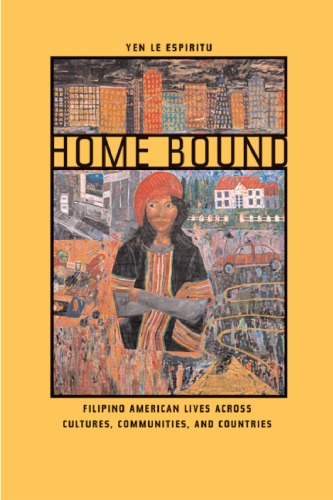 YEN LE ESPIRITU
HOME BOUND
FILIPINO AMERICAN LIVES ACROSS
CULTURES, COMMUNITIES, AND COUNTRIES